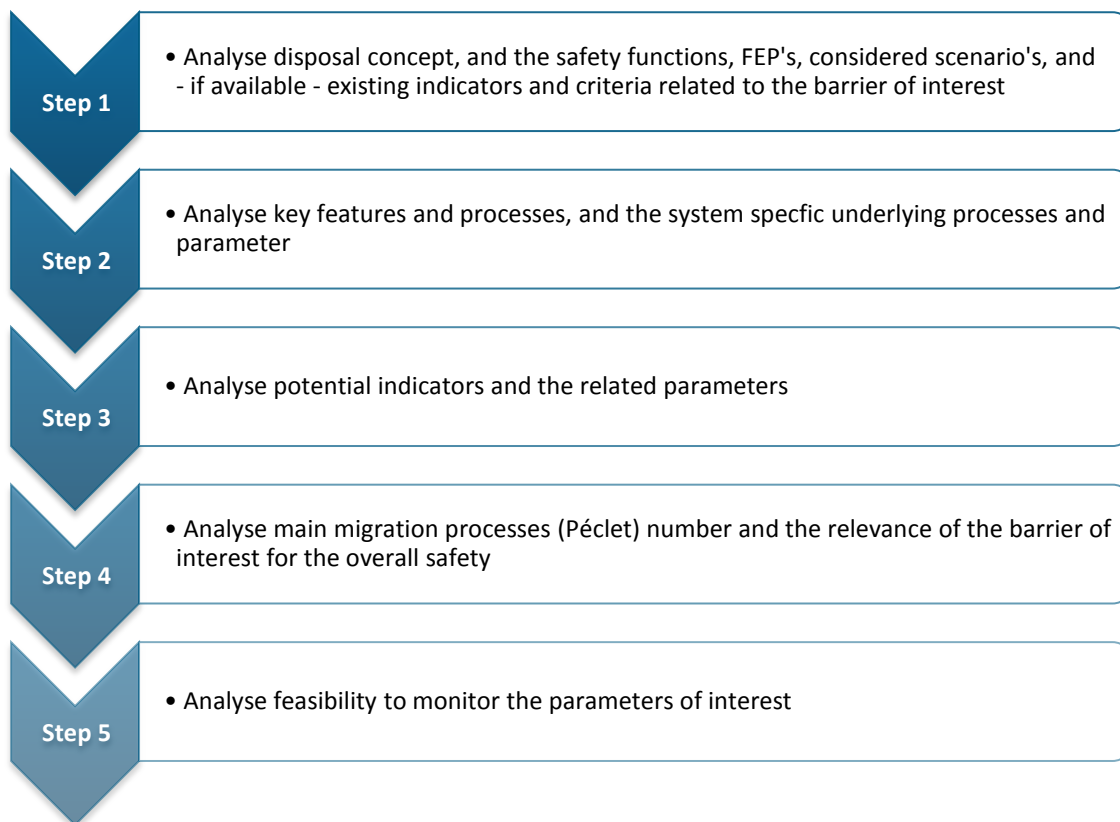 Step 1
• Analyse disposal concept, and the safety functions, FEP's, considered scenario's, and
- if available - existing indicators and criteria related to the barrier of interest
Step 2
• Analyse key features and processes, and the system specfic underlying processes and
parameter
Step 3
• Analyse potential indicators and the related parameters
Step 4
• Analyse main migration processes (Péclet) number and the relevance of the barrier of
interest for the overall safety
Step 5
• Analyse feasibility to monitor the parameters of interest